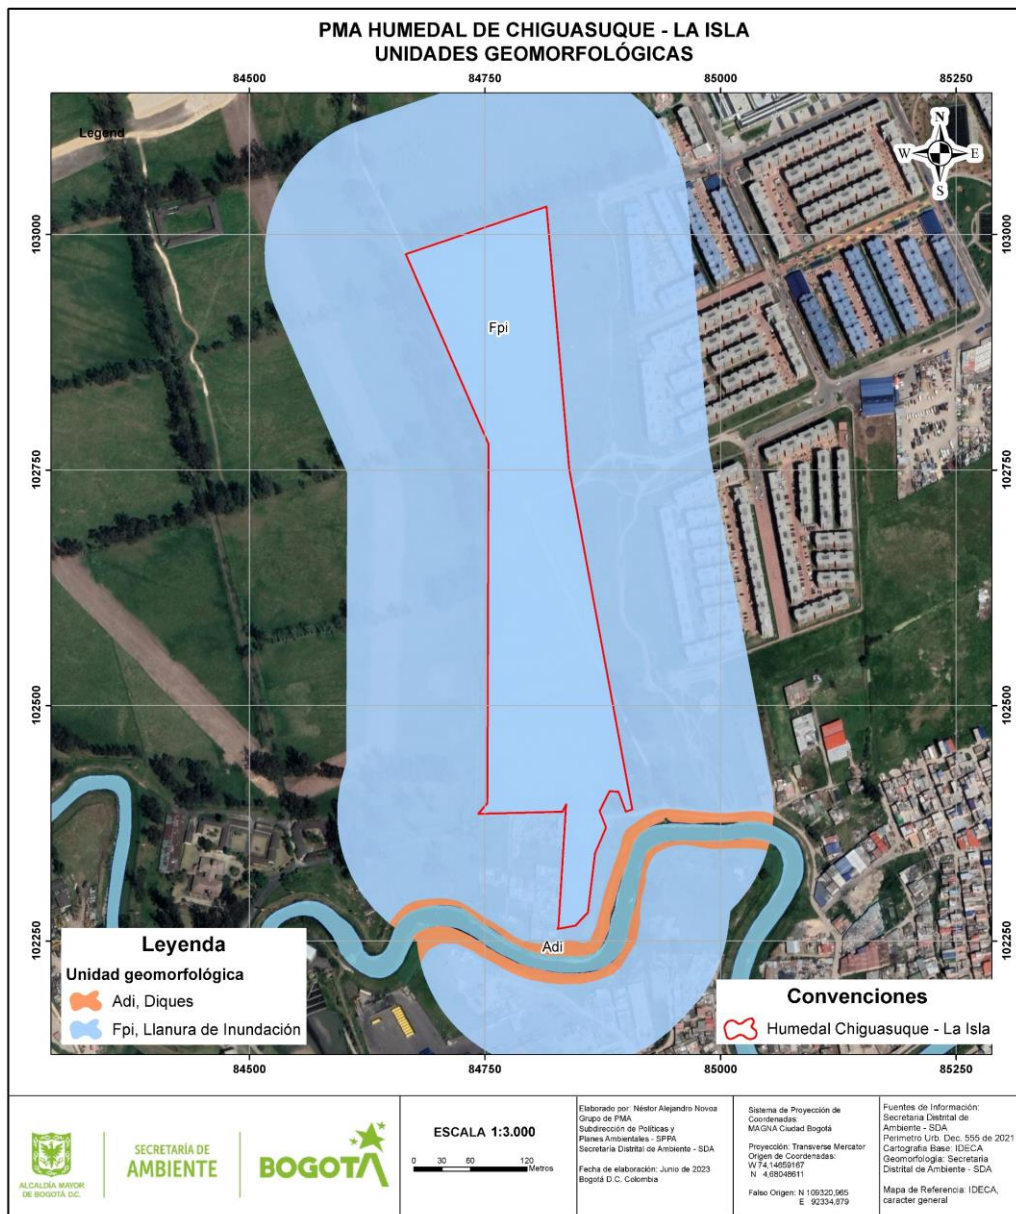 PMA HUMEDAL DE CHIGUASUQUE - LA ISLA
UNIDADES GEOMORFOLÓGICAS
84500 84750 85000 85250
Legend
N
W E
S
103000 103000
Fpi
102750 102750
102500 102500
102250 102250
Adi
Leyenda
Unidad geomorfológica
Adi, Diques
Fpi, Llanura de Inundación
Convenciones
Humedal Chiguasuque - La Isla
84500 84750 85000 85250
ALCALDÍA MAYOR
DE BOGOTÁ D.C.
SECRETARÍA DE
AMBIENTE
BOGOTÁ
ESCALA 1:3.000
0 30 60 120
Metros
Elaborado por: Néstor Alejandro Novoa
Grupo de PMA
Subdirección de Políticas y
Planes Ambientales - SPPA
Secretaria Distrital de Ambiente - SDA
Fecha de elaboración: Junio de 2023
Bogotá D.C. Colombia
Sistema de Proyección de
Coordenadas:
MAGNA Ciudad Bogotá
Proyección: Transverse Mercator
Origen de Coordenadas:
W 74,14659167
N 4,68048611
Falso Origen: N 109320,965
E 92334,879
Fuentes de Información:
Secretaria Distrital de
Ambiente - SDA
Perimetro Urb. Dec. 555 de 2021
Cartografia Base: IDECA
Geomorfología: Secretaria
Distrital de Ambiente - SDA
Mapa de Referencia: IDECA,
caracter general